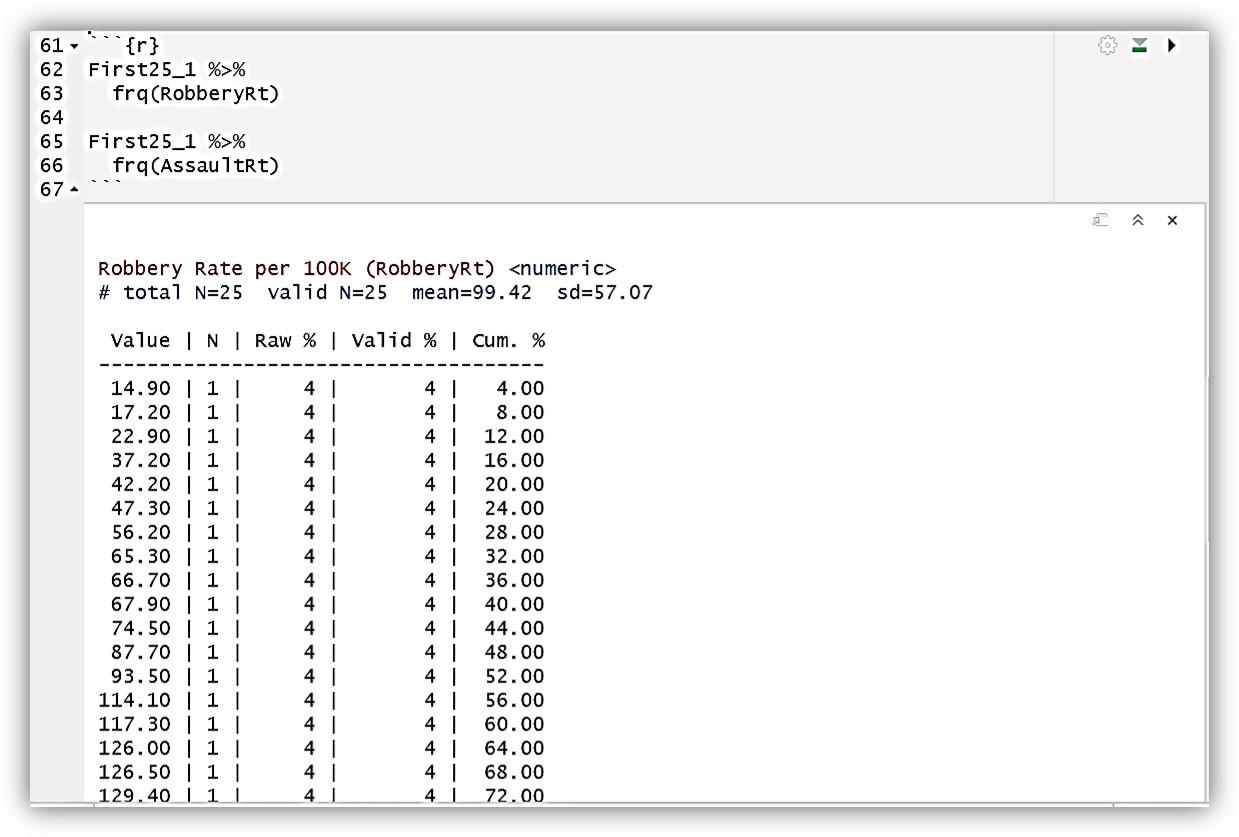 61 ```{r}
62 First25_1 %>%
63   frq(RobberyRt)
64
65 First25_1 %>%
66   frq(AssaultRt)
67 ```
Robbery Rate per 100K (RobberyRt) <numeric>
# total N=25  valid N=25  mean=99.42  sd=57.07
 Value | N | Raw % | Valid % | Cum. %
-------------------------------------
 14.90 | 1 |     4 |       4 |   4.00
 17.20 | 1 |     4 |       4 |   8.00
 22.90 | 1 |     4 |       4 |  12.00
 37.20 | 1 |     4 |       4 |  16.00
 42.20 | 1 |     4 |       4 |  20.00
 47.30 | 1 |     4 |       4 |  24.00
 56.20 | 1 |     4 |       4 |  28.00
 65.30 | 1 |     4 |       4 |  32.00
 66.70 | 1 |     4 |       4 |  36.00
 67.90 | 1 |     4 |       4 |  40.00
 74.50 | 1 |     4 |       4 |  44.00
 87.70 | 1 |     4 |       4 |  48.00
 93.50 | 1 |     4 |       4 |  52.00
114.10 | 1 |     4 |       4 |  56.00
117.30 | 1 |     4 |       4 |  60.00
126.00 | 1 |     4 |       4 |  64.00
126.50 | 1 |     4 |       4 |  68.00
129.40 | 1 |     4 |       4 |  72.00